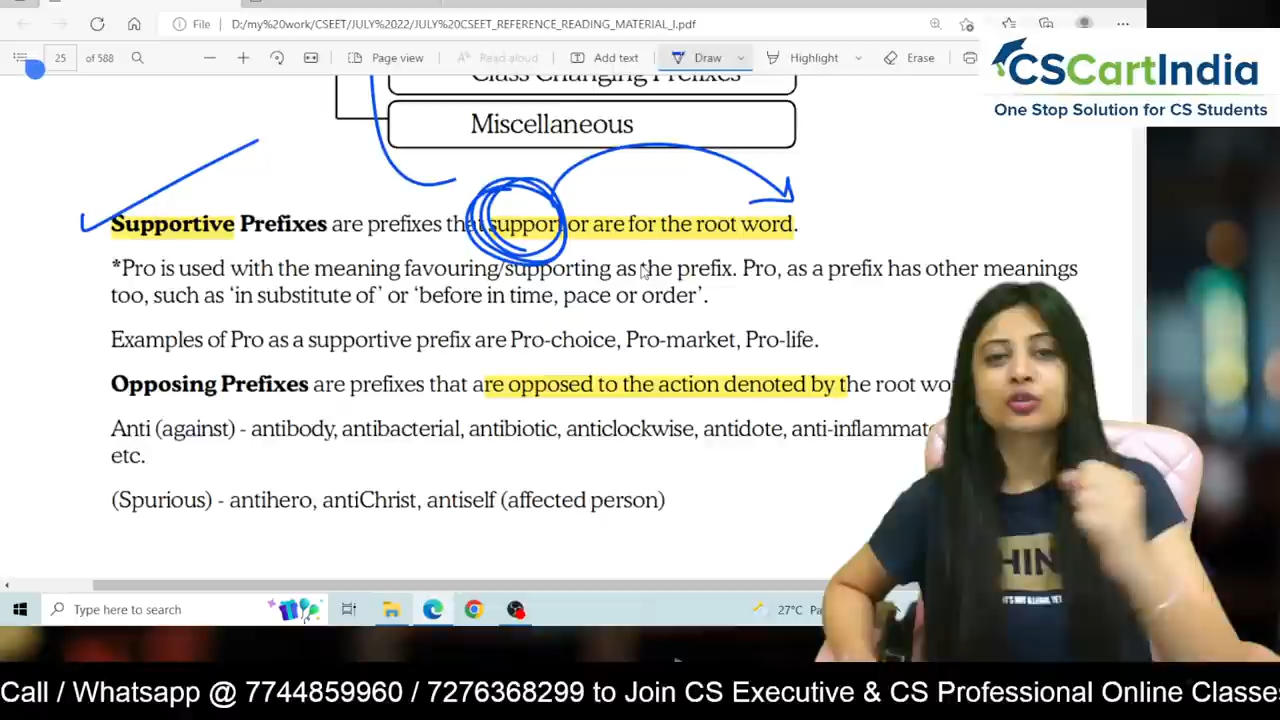 File
D:/my%20work/CSEET/JULY%2022/JULY%20CSEET_REFERENCE_READING_MATERIAL_I.pdf
25 of 588
Page view
Read aloud
Add text
Draw
Highlight
Erase
CSCartIndia
One Stop Solution for CS Students
Class Changing Prefixes
Miscellaneous
Supportive Prefixes are prefixes that support or are for the root word.
*Pro is used with the meaning favouring/supporting as the prefix. Pro, as a prefix has other meanings
too, such as ‘in substitute of’ or ‘before in time, pace or order’.
Examples of Pro as a supportive prefix are Pro-choice, Pro-market, Pro-life.
Opposing Prefixes are prefixes that are opposed to the action denoted by the root
Anti (against) - antibody, antibacterial, antibiotic, anticlockwise, antidote,
etc.
(Spurious) - antihero, antiChrist, antiself (affected person)
Type here to search
27°C
Call / Whatsapp @ 7744859960 / 7276368299 to Join CS Executive & CS Professional Online Classes